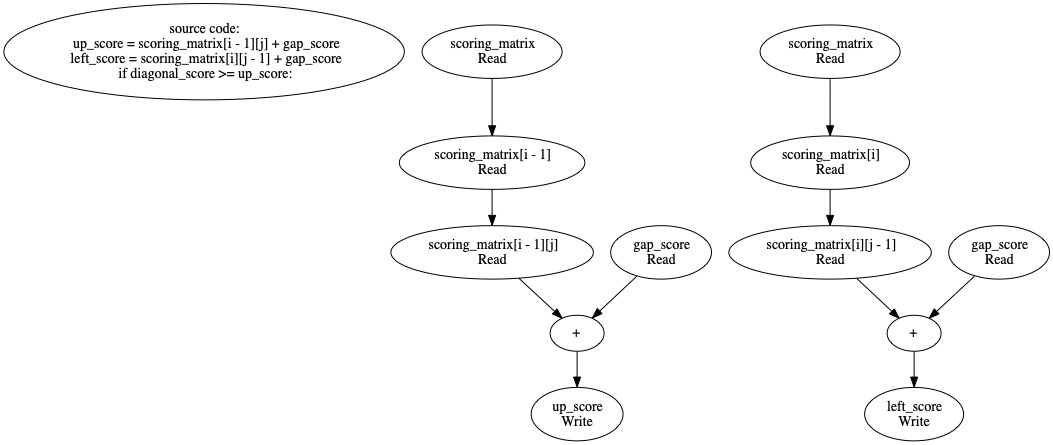 source code:
up_score = scoring_matrix[i - 1][j] + gap_score
left_score = scoring_matrix[i][j - 1] + gap_score
if diagonal_score >= up_score:
scoring_matrix
Read
scoring_matrix
Read
scoring_matrix[i - 1]
Read
scoring_matrix[i]
Read
scoring_matrix[i - 1][j]
Read
gap_score
Read
scoring_matrix[i][j - 1]
Read
gap_score
Read
+
+
up_score
Write
left_score
Write